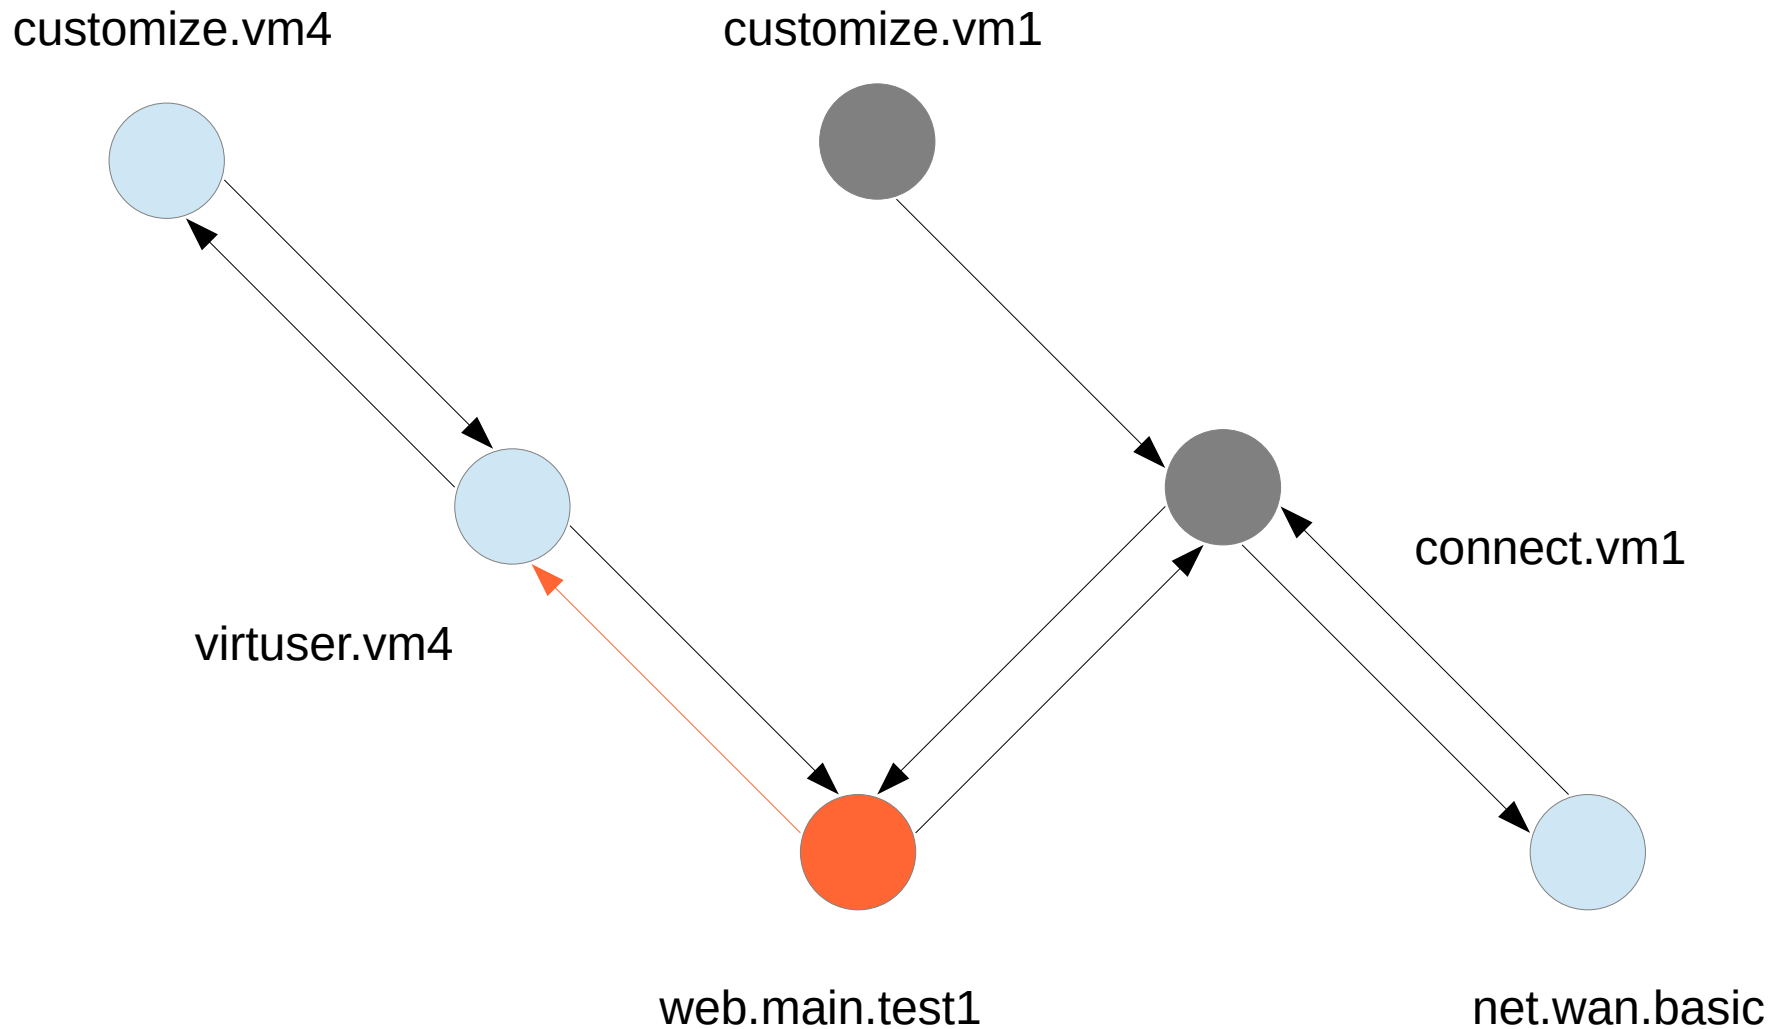 customize.vm4
customize.vm1
connect.vm1
virtuser.vm4
web.main.test1
net.wan.basic